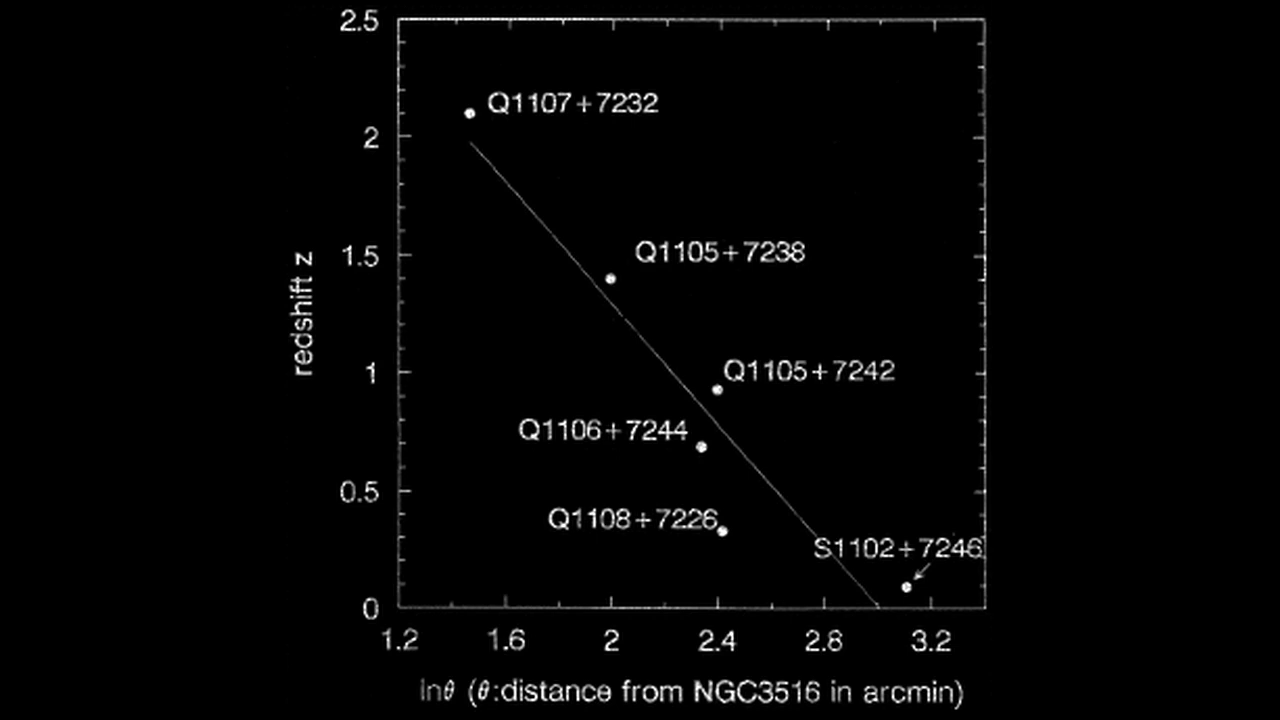 2.5
Q1107+7232
2
Q1105+7238
1.5
redshift z
Q1105+7242
1
Q1106+7244
0.5
Q1108+7226
S1102+7246
0
1.2 1.6 2 2.4 2.8 3.2
lnθ (θ:distance from NGC3516 in arcmin)